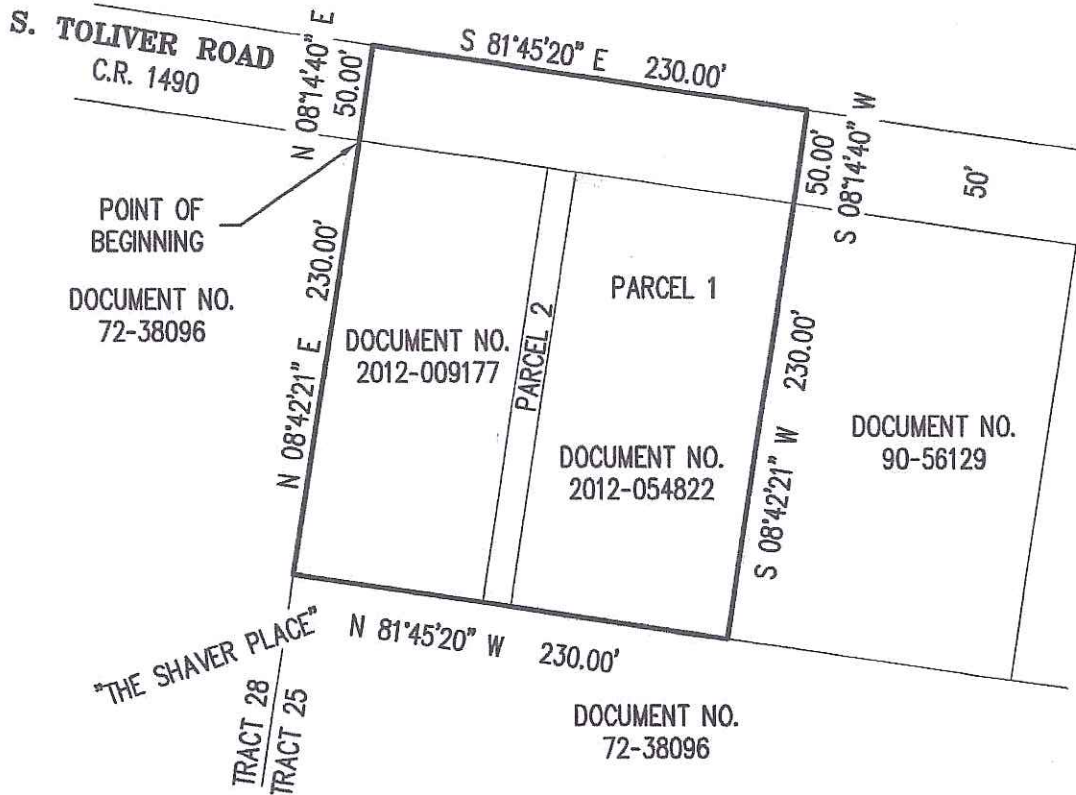 S. TOLIVER ROAD
C.R. 1490
N 08°14'40" E
50.00'
S 81°45'20" E 230.00'
50.00'
S 08°14'40" W
50'
POINT OF
BEGINNING
DOCUMENT NO.
72-38096
N 08°42'21" E 230.00'
DOCUMENT NO.
2012-009177
PARCEL 2
PARCEL 1
DOCUMENT NO.
2012-054822
S 08°42'21" W 230.00'
DOCUMENT NO.
90-56129
"THE SHAVER PLACE"
N 81°45'20" W 230.00'
TRACT 28
TRACT 25
DOCUMENT NO.
72-38096